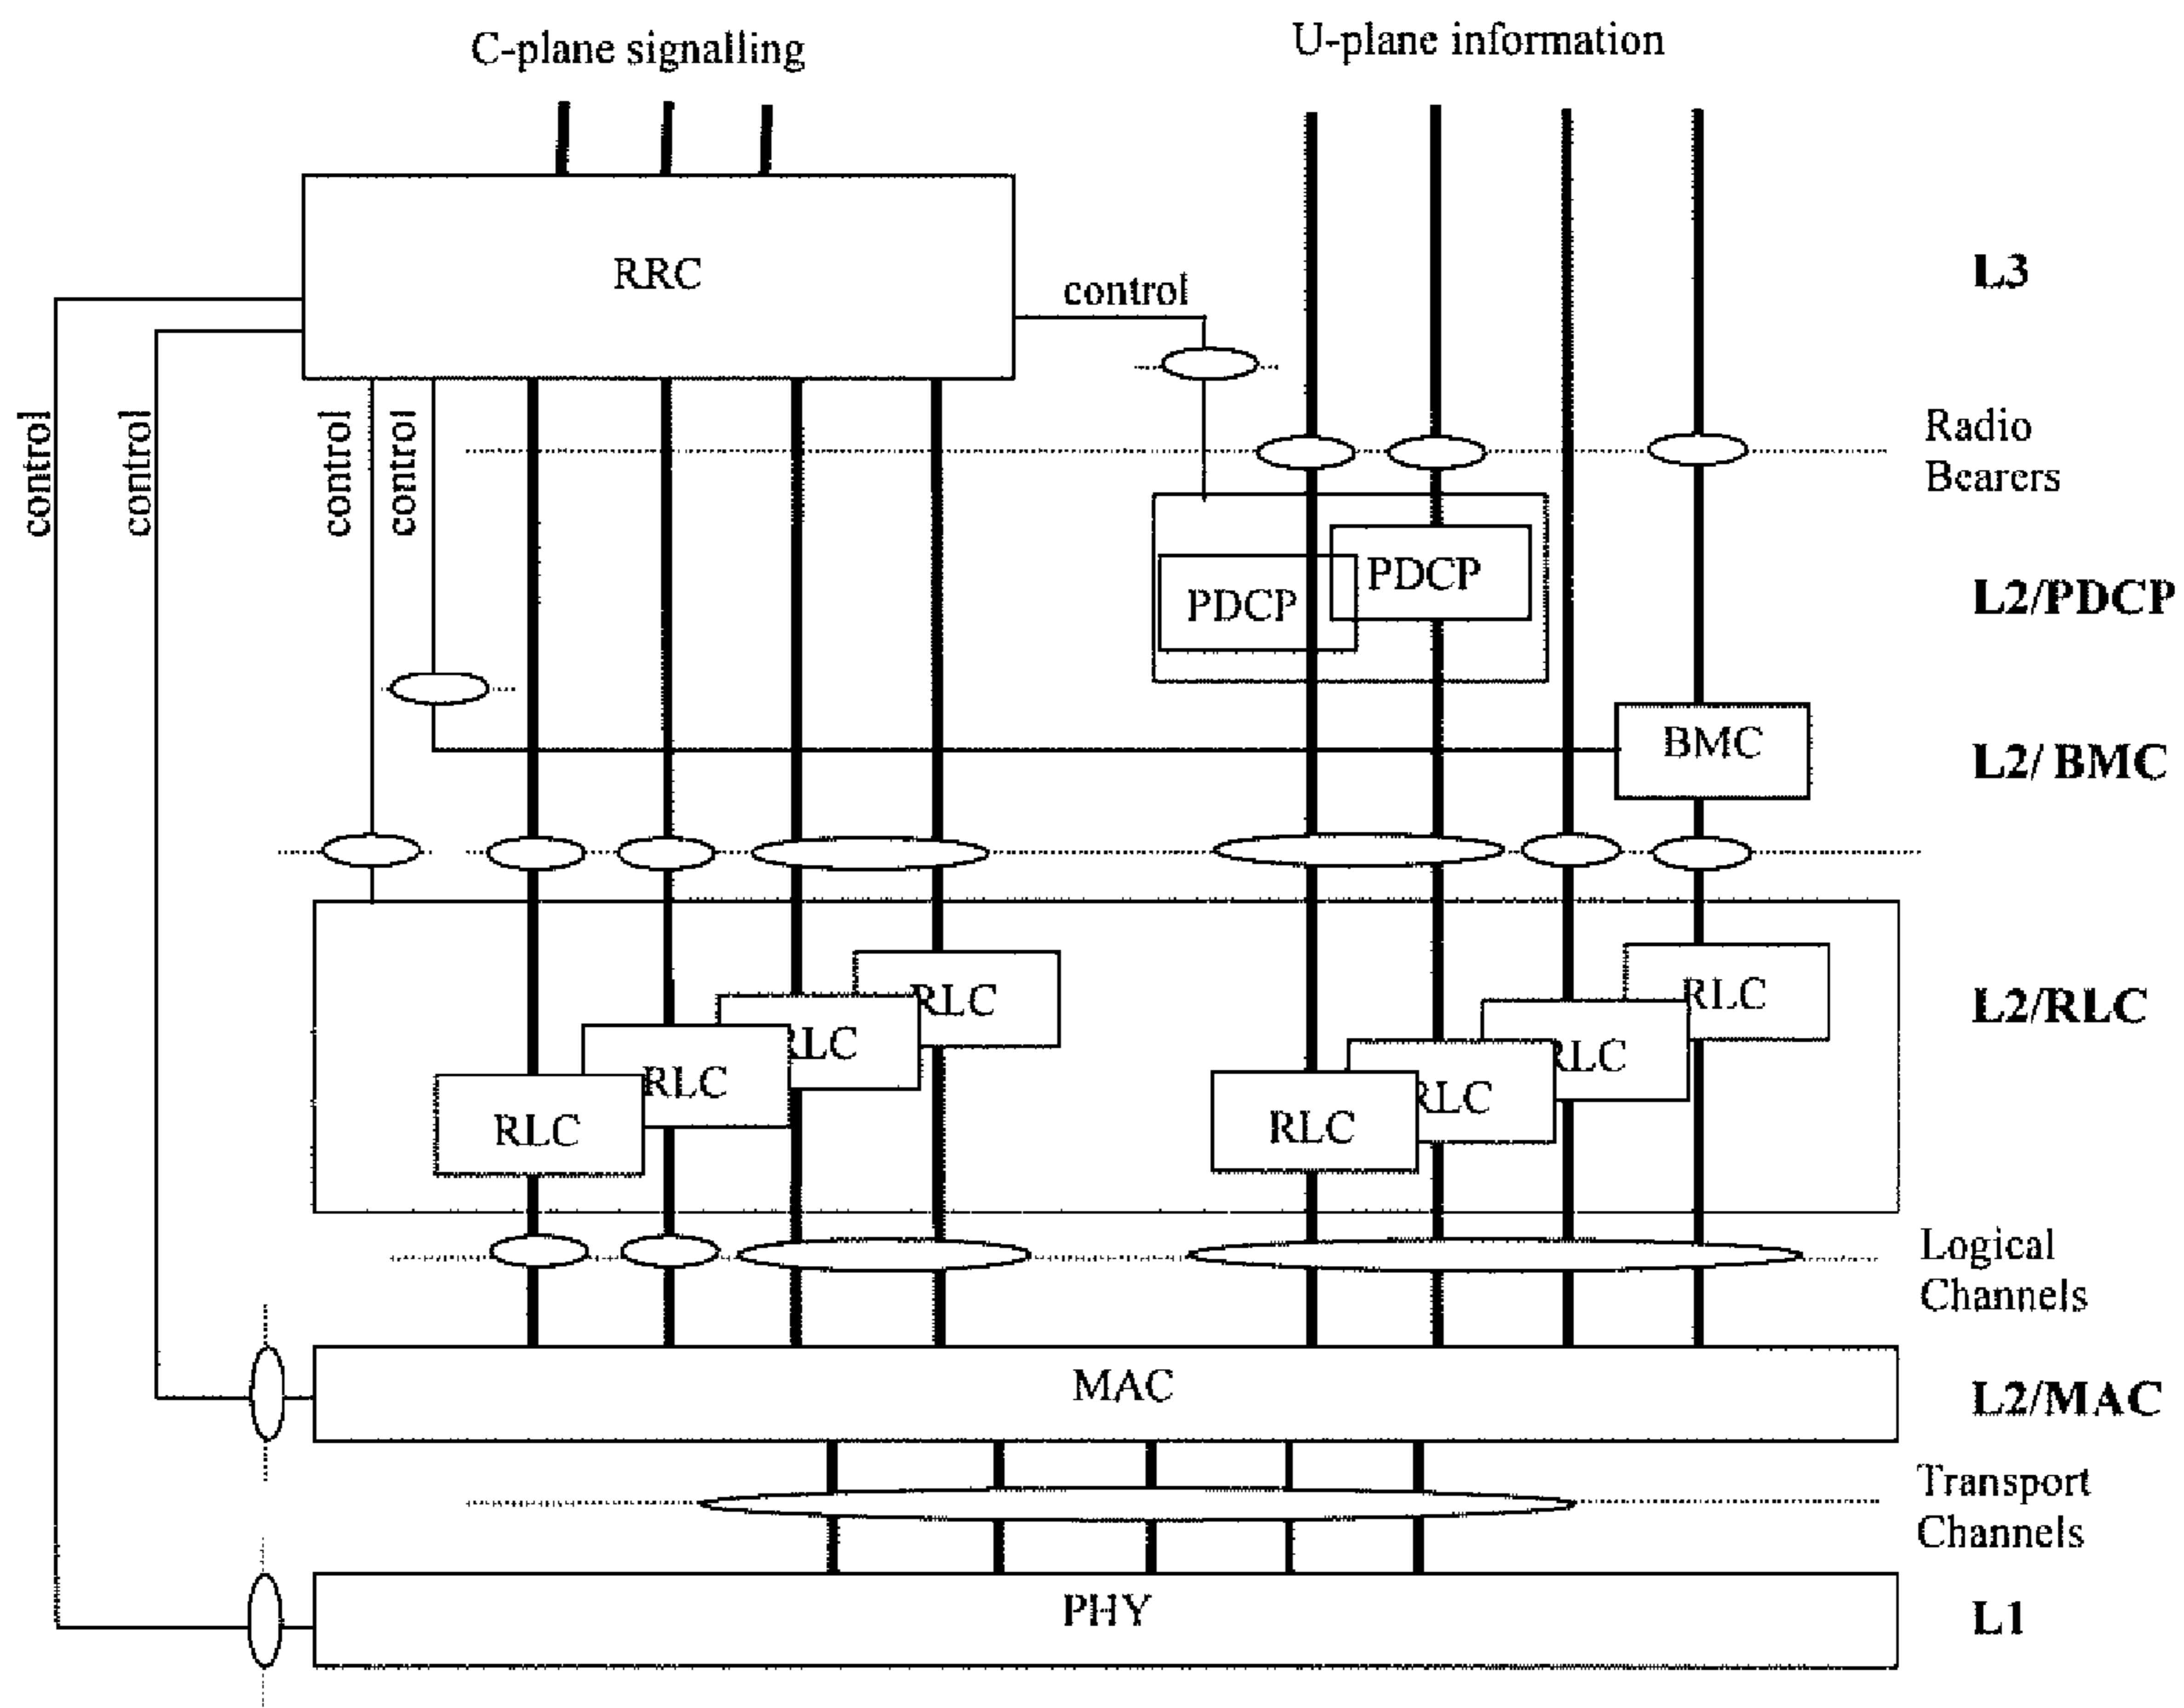 C-plane signalling
U-plane information
RRC
control
L3
control
control
control
control
Radio
Bearers
PDCP
PDCP
L2/PDCP
BMC
L2/ BMC
RLC
RLC
RLC
RLC
RLC
RLC
RLC
RLC
L2/RLC
Logical
Channels
MAC
L2/MAC
Transport
Channels
PHY
L1